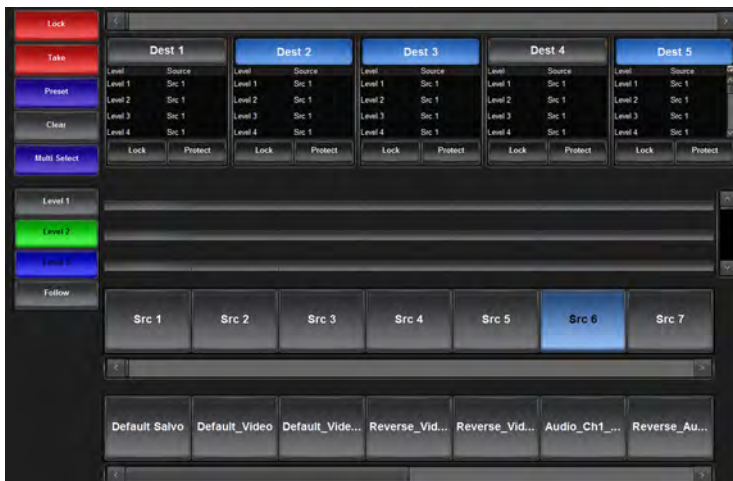 Lock
Take
Preset
Clear
Multi Select
Dest 1 Dest 2 Dest 3 Dest 4 Dest 5
Level Source Level Source Level Source Level Source Level Source
Level 1 Src 1 Level 1 Src 1 Level 1 Src 1 Level 1 Src 1 Level 1 Src 1
Level 2 Src 1 Level 2 Src 1 Level 2 Src 1 Level 2 Src 1 Level 2 Src 1
Level 3 Src 1 Level 3 Src 1 Level 3 Src 1 Level 3 Src 1 Level 3 Src 1
Level 4 Src 1 Level 4 Src 1 Level 4 Src 1 Level 4 Src 1 Level 4 Src 1
Lock Protect Lock Protect Lock Protect Lock Protect Lock Protect
Level 1
Level 2
Level 3
Follow
Src 1 Src 2 Src 3 Src 4 Src 5 Src 6 Src 7
Default Salvo Default_Video Default_Vide... Reverse_Vid... Reverse_Vid... Audio_Ch1_... Reverse_Au...